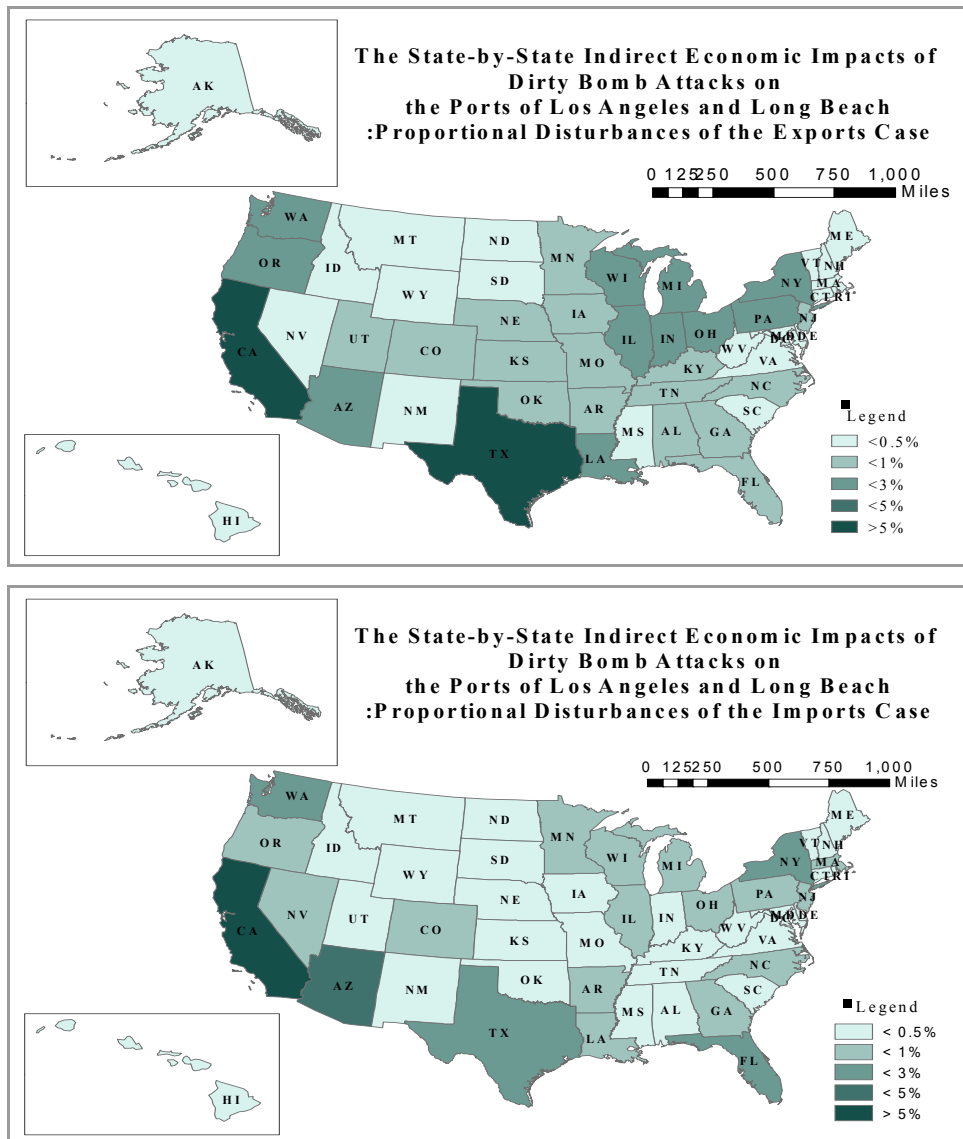 The State-by-State Indirect Economic Impacts of
Dirty Bomb Attacks on
the Ports of Los Angeles and Long Beach
:Proportional Disturbances of the Exports Case
0 125 250 500 750 1,000
Miles
AK
WA
MT
ND
MN
ME
OR
ID
SD
WI
MI
VT
NH
NY
MA
WY
CT
RI
NE
IA
PA
NJ
NV
UT
CO
IL
IN
OH
MD
DE
DC
CA
KS
MO
WV
VA
KY
AZ
NM
OK
AR
TN
NC
SC
TX
MS
AL
GA
LA
FL
HI
Legend
<0.5%
<1%
<3%
<5%
>5%
The State-by-State Indirect Economic Impacts of
Dirty Bomb Attacks on
the Ports of Los Angeles and Long Beach
:Proportional Disturbances of the Imports Case
0 125 250 500 750 1,000
Miles
AK
WA
MT
ND
MN
ME
OR
ID
SD
WI
MI
VT
NH
NY
MA
WY
CT
RI
NE
IA
PA
NJ
NV
UT
CO
IL
IN
OH
MD
DE
DC
CA
KS
MO
WV
VA
KY
AZ
NM
OK
AR
TN
NC
SC
TX
MS
AL
GA
LA
FL
HI
Legend
< 0.5%
< 1%
< 3%
< 5%
> 5%